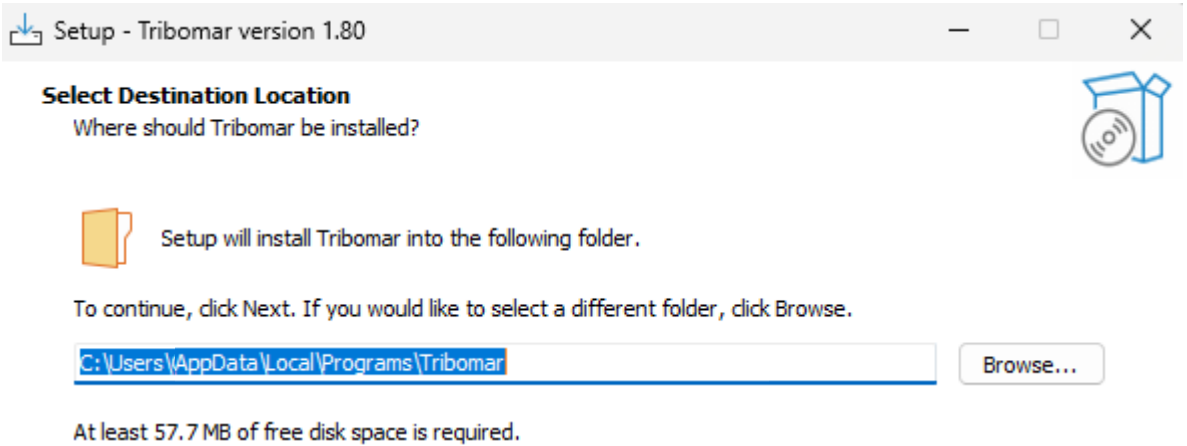 Setup - Tribomar version 1.80
Select Destination Location
Where should Tribomar be installed?
Setup will install Tribomar into the following folder.
To continue, click Next. If you would like to select a different folder, click Browse.
C:\Users\AppData\Local\Programs\Tribomar
Browse...
At least 57.7 MB of free disk space is required.